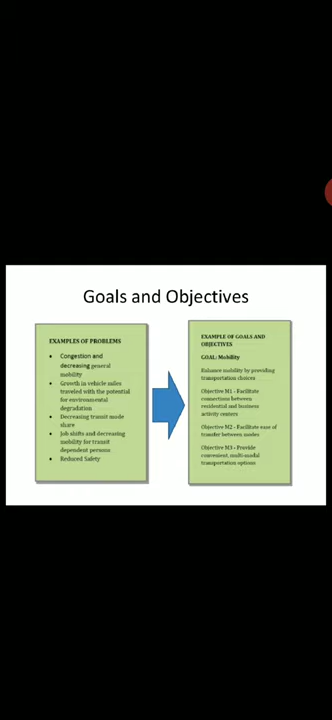 Goals and Objectives
EXAMPLES OF PROBLEMS
• Congestion and
decreasing general
mobility
• Growth in vehicle miles
traveled with the potential
for environmental
degradation
• Decreasing transit mode
share
• Job shifts and decreasing
mobility for transit
dependent persons
• Reduced Safety
EXAMPLE OF GOALS AND
OBJECTIVES
GOAL: Mobility
Enhance mobility by providing
transportation choices
Objective M1 - Facilitate
connections between
residential and business
activity centers
Objective M2 - Facilitate ease of
transfer between modes
Objective M3 - Provide
convenient, multi-modal
transportation options